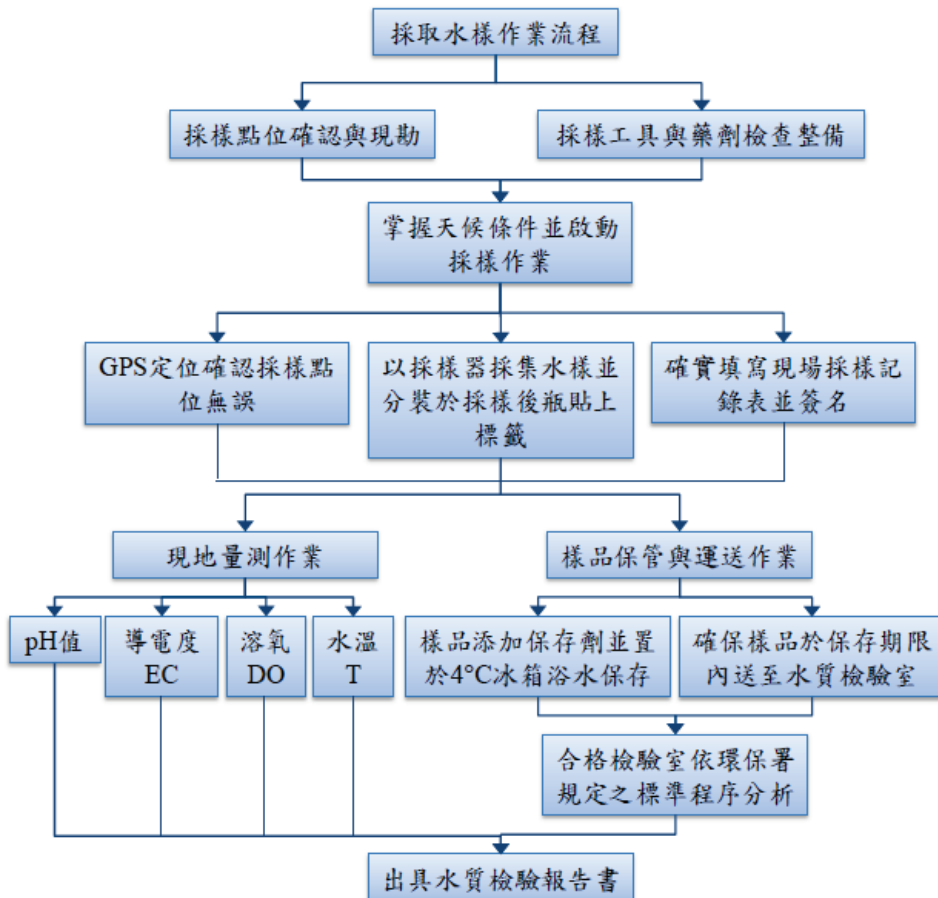 採取水樣作業流程
採樣點位確認與現勘
採樣工具與藥劑檢查整備
掌握天候條件並啟動
採樣作業
GPS定位確認採樣點
位無誤
以採樣器採集水樣並
分裝於採樣後瓶貼上
標籤
確實填寫現場採樣記
錄表並簽名
現地量測作業
樣品保管與運送作業
pH值
導電度
EC
溶氧
DO
水溫
T
樣品添加保存劑並置
於4°C冰箱浴水保存
確保樣品於保存期限
內送至水質檢驗室
合格檢驗室依環保署
規定之標準程序分析
出具水質檢驗報告書